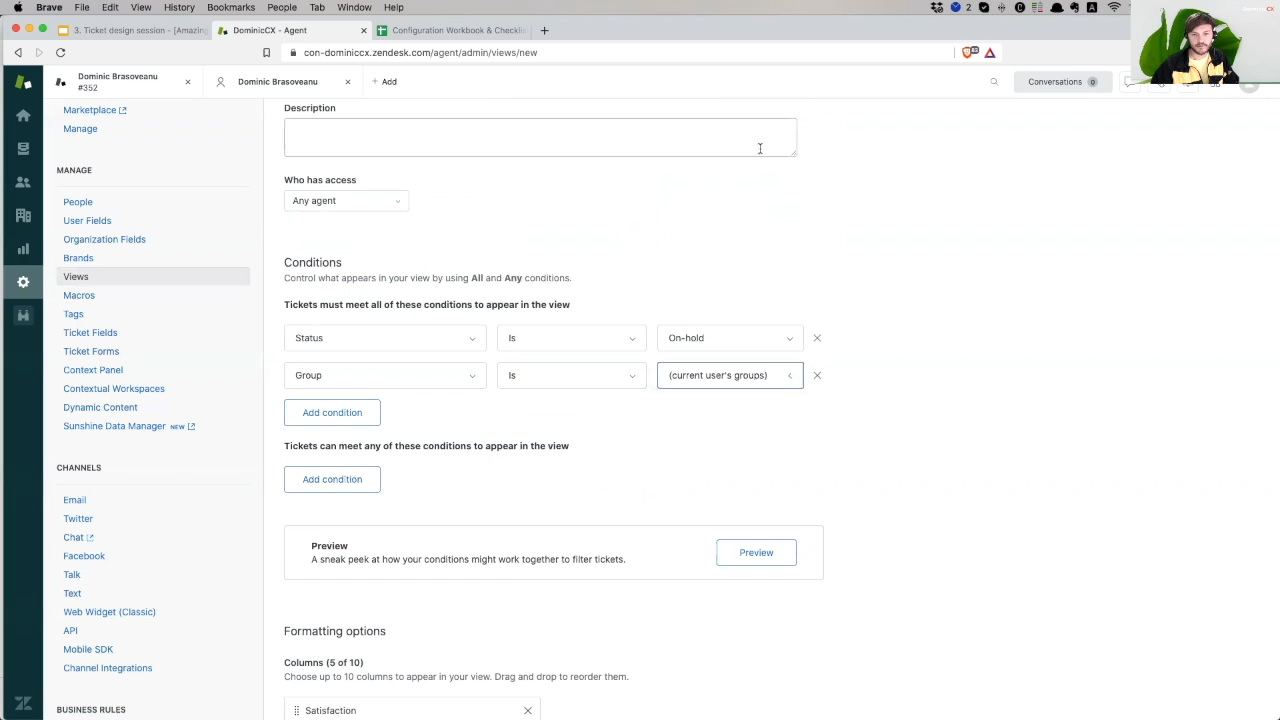 Brave File Edit View History Bookmarks People Tab Window Help
3. Ticket design session - [Amazing
DominicCX - Agent
Configuration Workbook & Checklis
con-dominiccx.zendesk.com/agent/admin/views/new
Dominic Brasoveanu
#352
Dominic Brasoveanu
+ Add
Conversations 0
Marketplace
Manage
MANAGE
People
User Fields
Organization Fields
Brands
Views
Macros
Tags
Ticket Fields
Ticket Forms
Context Panel
Contextual Workspaces
Dynamic Content
Sunshine Data Manager NEW
CHANNELS
Email
Twitter
Chat
Facebook
Talk
Text
Web Widget (Classic)
API
Mobile SDK
Channel Integrations
BUSINESS RULES
Description
Who has access
Any agent
Conditions
Control what appears in your view by using All and Any conditions.
Tickets must meet all of these conditions to appear in the view
Status Is On-hold
Group Is (current user's groups)
Add condition
Tickets can meet any of these conditions to appear in the view
Add condition
Preview
A sneak peek at how your conditions might work together to filter tickets.
Preview
Formatting options
Columns (5 of 10)
Choose up to 10 columns to appear in your view. Drag and drop to reorder them.
Satisfaction